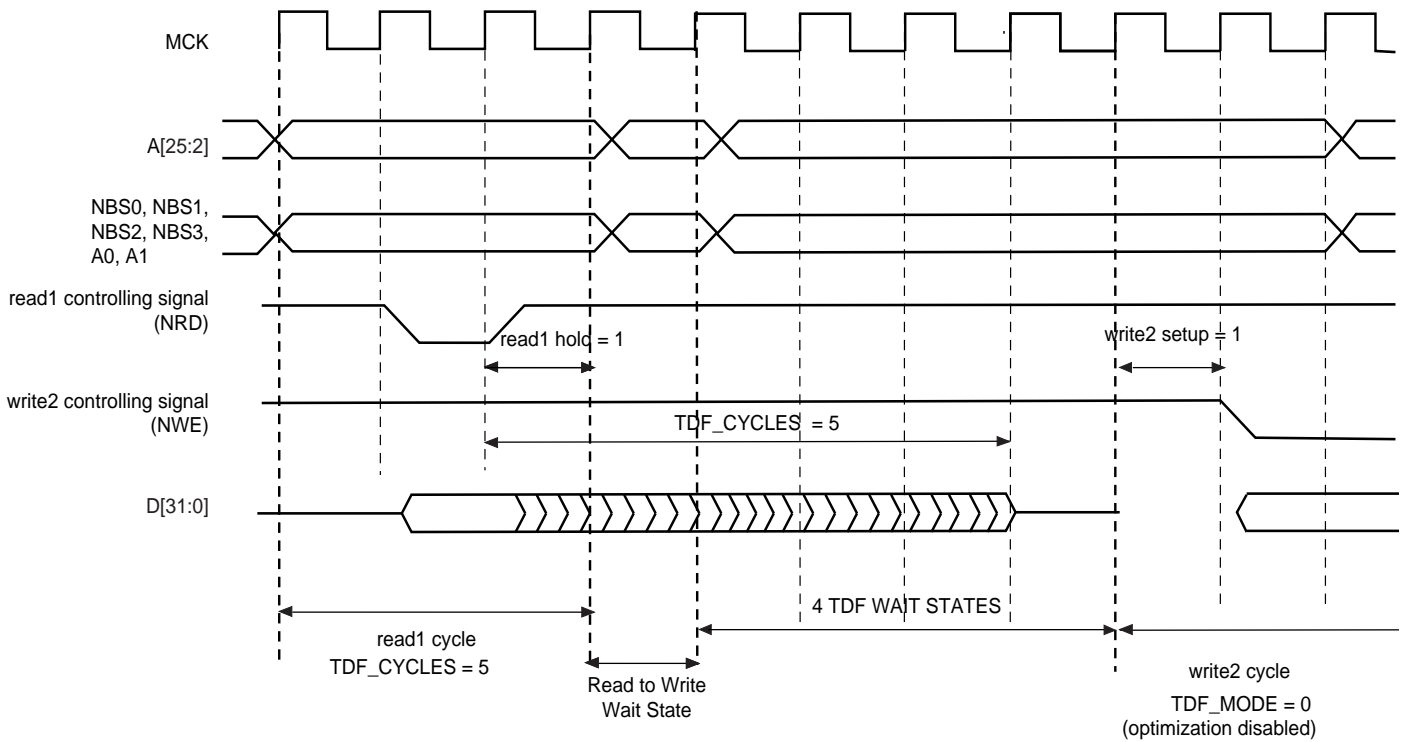 MCK
A[25:2]
NBS0, NBS1,
NBS2, NBS3,
A0, A1
read1 controlling signal
(NRD)
read1 hold = 1
write2 setup = 1
write2 controlling signal
(NWE)
TDF_CYCLES = 5
D[31:0]
4 TDF WAIT STATES
read1 cycle
TDF_CYCLES = 5
Read to Write
Wait State
write2 cycle
TDF_MODE = 0
(optimization disabled)